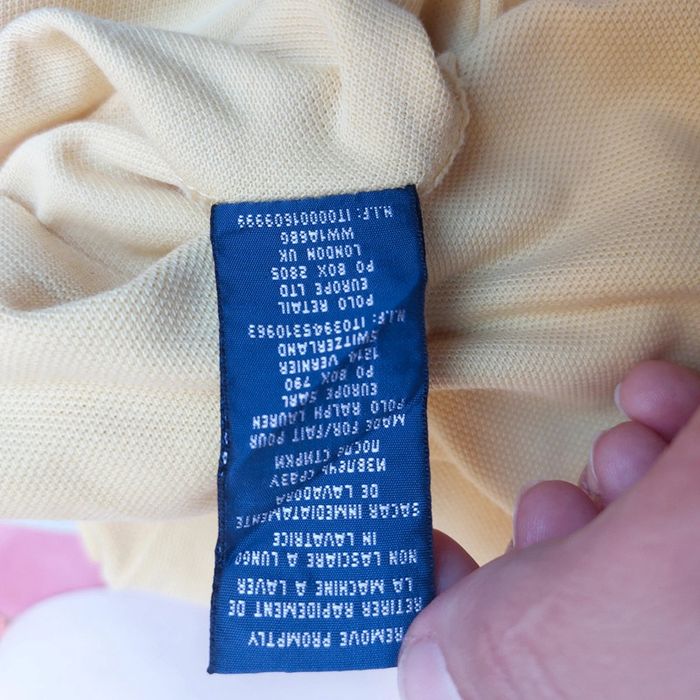 REMOVE PROMPTLY
RETIRER RAPIDEMENT DE
LA MACHINE A LAVER
NON LASCIARE A LUNGO
IN LAVATRICE
SACAR IMMEDIATAMENTE
DE LAVADORA
ИЗВЛЕЧЬ СРАЗУ
ПОСЛЕ СТИРКИ
MADE FOR/FAIT POUR
POLO RALPH LAUREN
EUROPE SARL
PO BOX 790
1214 VERNIER
SWITZERLAND
N.I.F: IT03945310963
POLO RETAIL
EUROPE LTD
PO BOX 2805
LONDON UK
WW1A6BG
N.I.F: IT00001609999